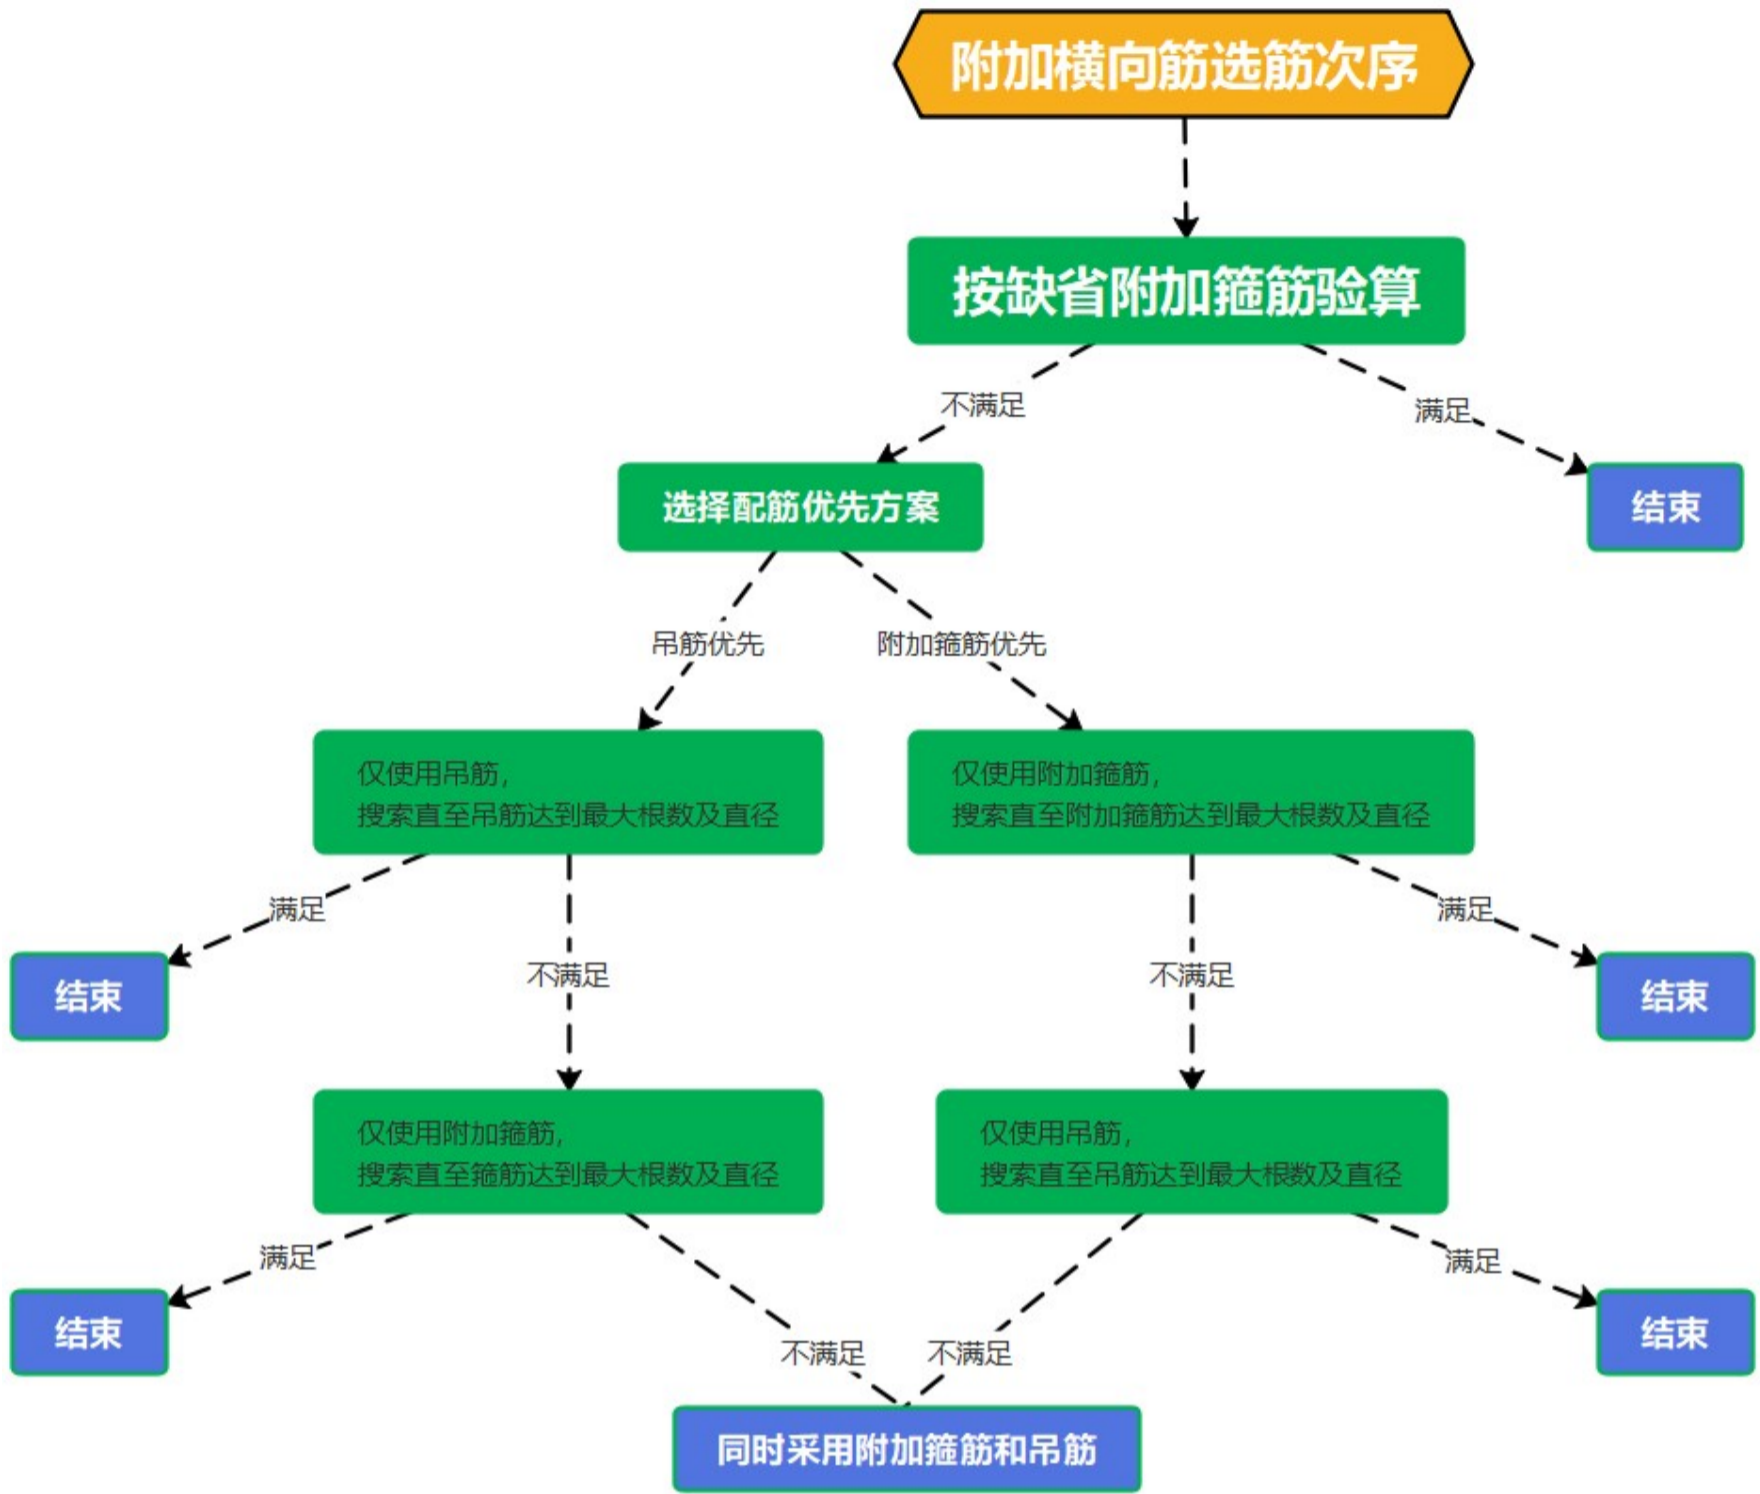 附加横向筋选筋次序
按缺省附加箍筋验算
不满足
满足
选择配筋优先方案
结束
吊筋优先
附加箍筋优先
仅使用吊筋，
搜索直至吊筋达到最大根数及直径
仅使用附加箍筋，
搜索直至附加箍筋达到最大根数及直径
满足
满足
不满足
不满足
结束
结束
仅使用附加箍筋，
搜索直至箍筋达到最大根数及直径
仅使用吊筋，
搜索直至吊筋达到最大根数及直径
满足
满足
结束
结束
不满足
不满足
同时采用附加箍筋和吊筋